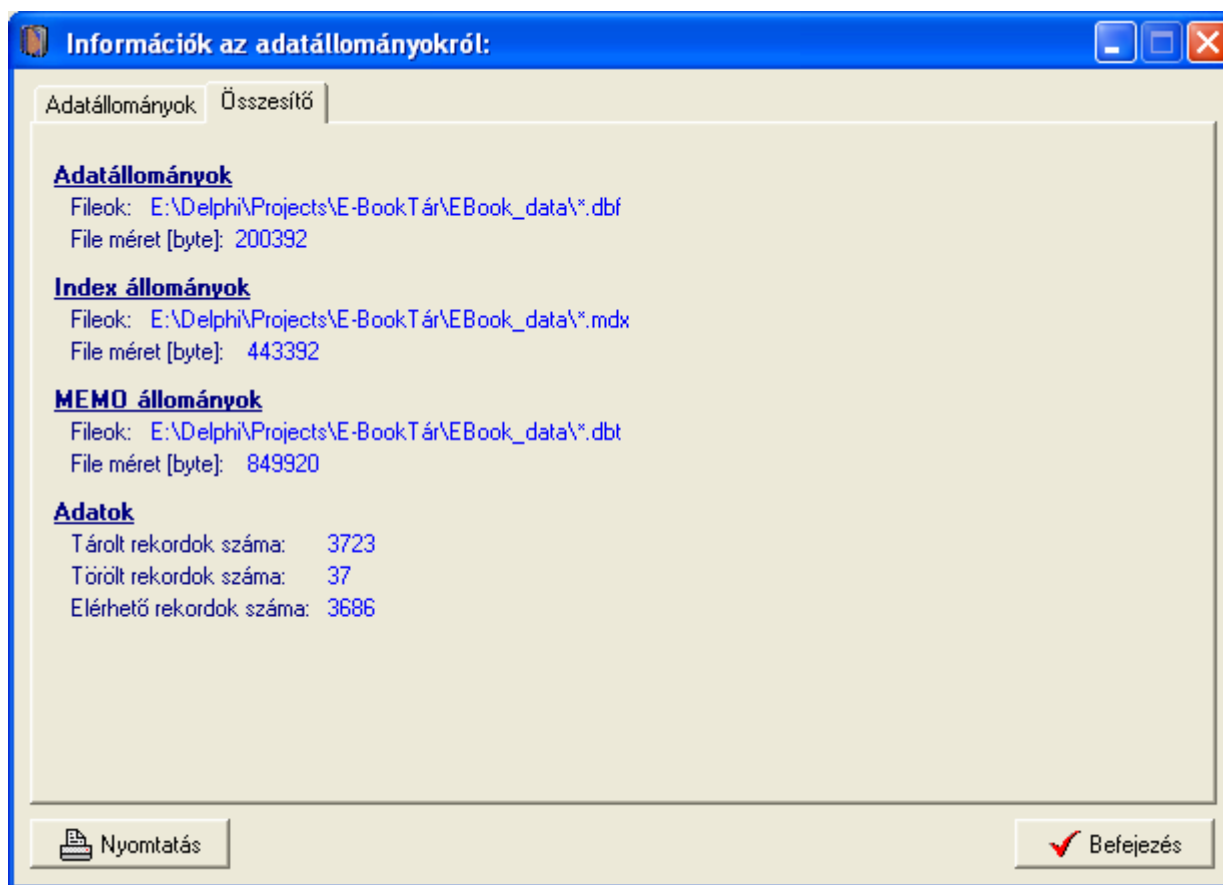 Információk az adatállományokról:
Adatállományok Összesítő
Adatállományok
Fileok: E:\Delphi\Projects\E-BookTár\EBook_data\*.dbf
File méret [byte]: 200392
Index állományok
Fileok: E:\Delphi\Projects\E-BookTár\EBook_data\*.mdx
File méret [byte]: 443392
MEMO állományok
Fileok: E:\Delphi\Projects\E-BookTár\EBook_data\*.dbt
File méret [byte]: 849920
Adatok
Tárolt rekordok száma: 3723
Törölt rekordok száma: 37
Elérhető rekordok száma: 3686
Nyomtatás Befejezés